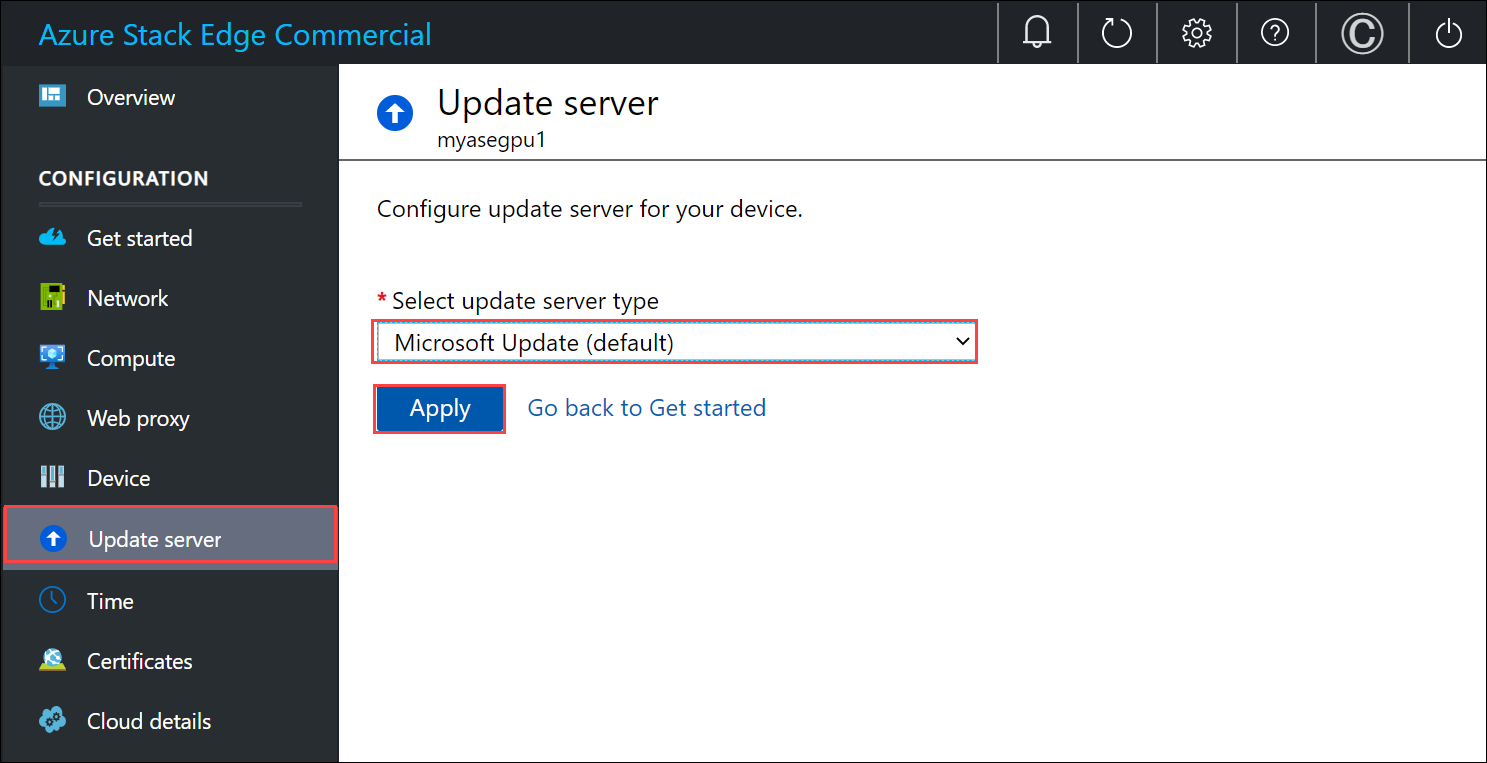 Azure Stack Edge Commercial
©
Overview
CONFIGURATION
Get started
Network
Compute
Web proxy
Device
Update server
Time
Certificates
Cloud details
Update server
myasegpu1
Configure update server for your device.
* Select update server type
Microsoft Update (default)
Apply Go back to Get started